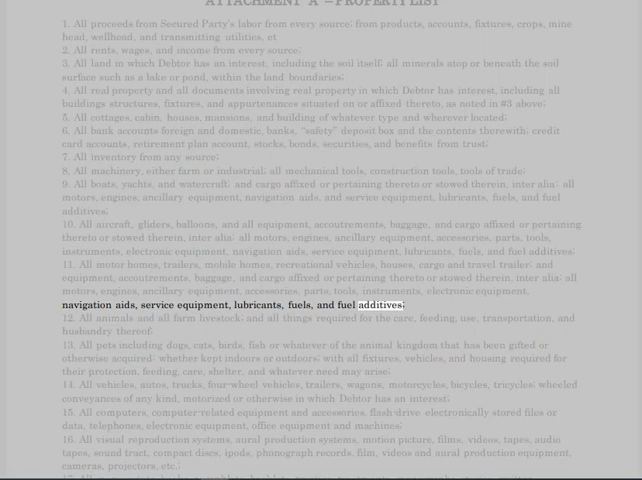 ATTACHMENT "A" – PROPERTY LIST
1. All proceeds from Secured Party's labor from every source; from products, accounts, fixtures, crops, mine
head, wellhead, and transmitting utilities, et
2. All rents, wages, and income from every source;
3. All land in which Debtor has an interest, including the soil itself; all minerals atop or beneath the soil
surface such as a lake or pond, within the land boundaries;
4. All real property and all documents involving real property in which Debtor has interest, including all
buildings structures, fixtures, and appurtenances situated on or affixed thereto, as noted in #3 above;
5. All cottages, cabin, houses, mansions, and building of whatever type and wherever located;
6. All bank accounts foreign and domestic, banks, "safety" deposit box and the contents therewith; credit
card accounts, retirement plan account, stocks, bonds, securities, and benefits from trust;
7. All inventory from any source;
8. All machinery, either farm or industrial; all mechanical tools, construction tools, tools of trade;
9. All boats, yachts, and watercraft; and cargo affixed or pertaining thereto or stowed therein, inter alia: all
motors, engines, ancillary equipment, navigation aids, and service equipment, lubricants, fuels, and fuel
additives;
10. All aircraft, gliders, balloons, and all equipment, accoutrements, baggage, and cargo affixed or pertaining
thereto or stowed therein, inter alia: all motors, engines, ancillary equipment, accessories, parts, tools,
instruments, electronic equipment, navigation aids, service equipment, lubricants, fuels, and fuel additives;
11. All motor homes, trailers, mobile homes, recreational vehicles, houses, cargo and travel trailer; and
equipment, accoutrements, baggage, and cargo affixed or pertaining thereto or stowed therein, inter alia: all
motors, engines, ancillary equipment, accessories, parts, tools, instruments, electronic equipment,
navigation aids, service equipment, lubricants, fuels, and fuel additives;
12. All animals and all farm livestock; and all things required for the care, feeding, use, transportation, and
husbandry thereof;
13. All pets including dogs, cats, birds, fish or whatever of the animal kingdom that has been gifted or
otherwise acquired; whether kept indoors or outdoors; with all fixtures, vehicles, and housing required for
their protection, feeding, care, shelter, and whatever need may arise;
14. All vehicles, autos, trucks, four-wheel vehicles, trailers, wagons, motorcycles, bicycles, tricycles; wheeled
conveyances of any kind, motorized or otherwise in which Debtor has an interest;
15. All computers, computer-related equipment and accessories, flash-drive electronically stored files or
data, telephones, electronic equipment, office equipment and machines;
16. All visual reproduction systems, aural production systems, motion picture, films, videos, tapes, audio
tapes, sound tract, compact discs, ipods, phonograph records, film, videos and aural production equipment,
cameras, projectors, etc.;